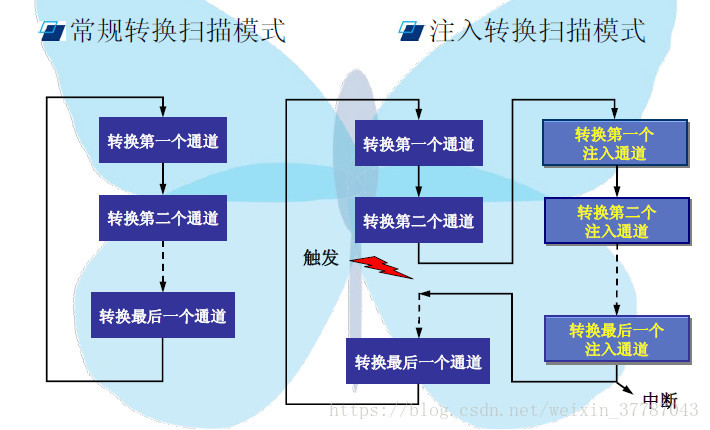 常规转换扫描模式
注入转换扫描模式
转换第一个通道
转换第二个通道
转换最后一个通道
转换第一个通道
转换第二个通道
触发
转换最后一个通道
转换第一个
注入通道
转换第二个
注入通道
转换最后一个
注入通道
中断
https://blog.csdn.net/weixin_37787043